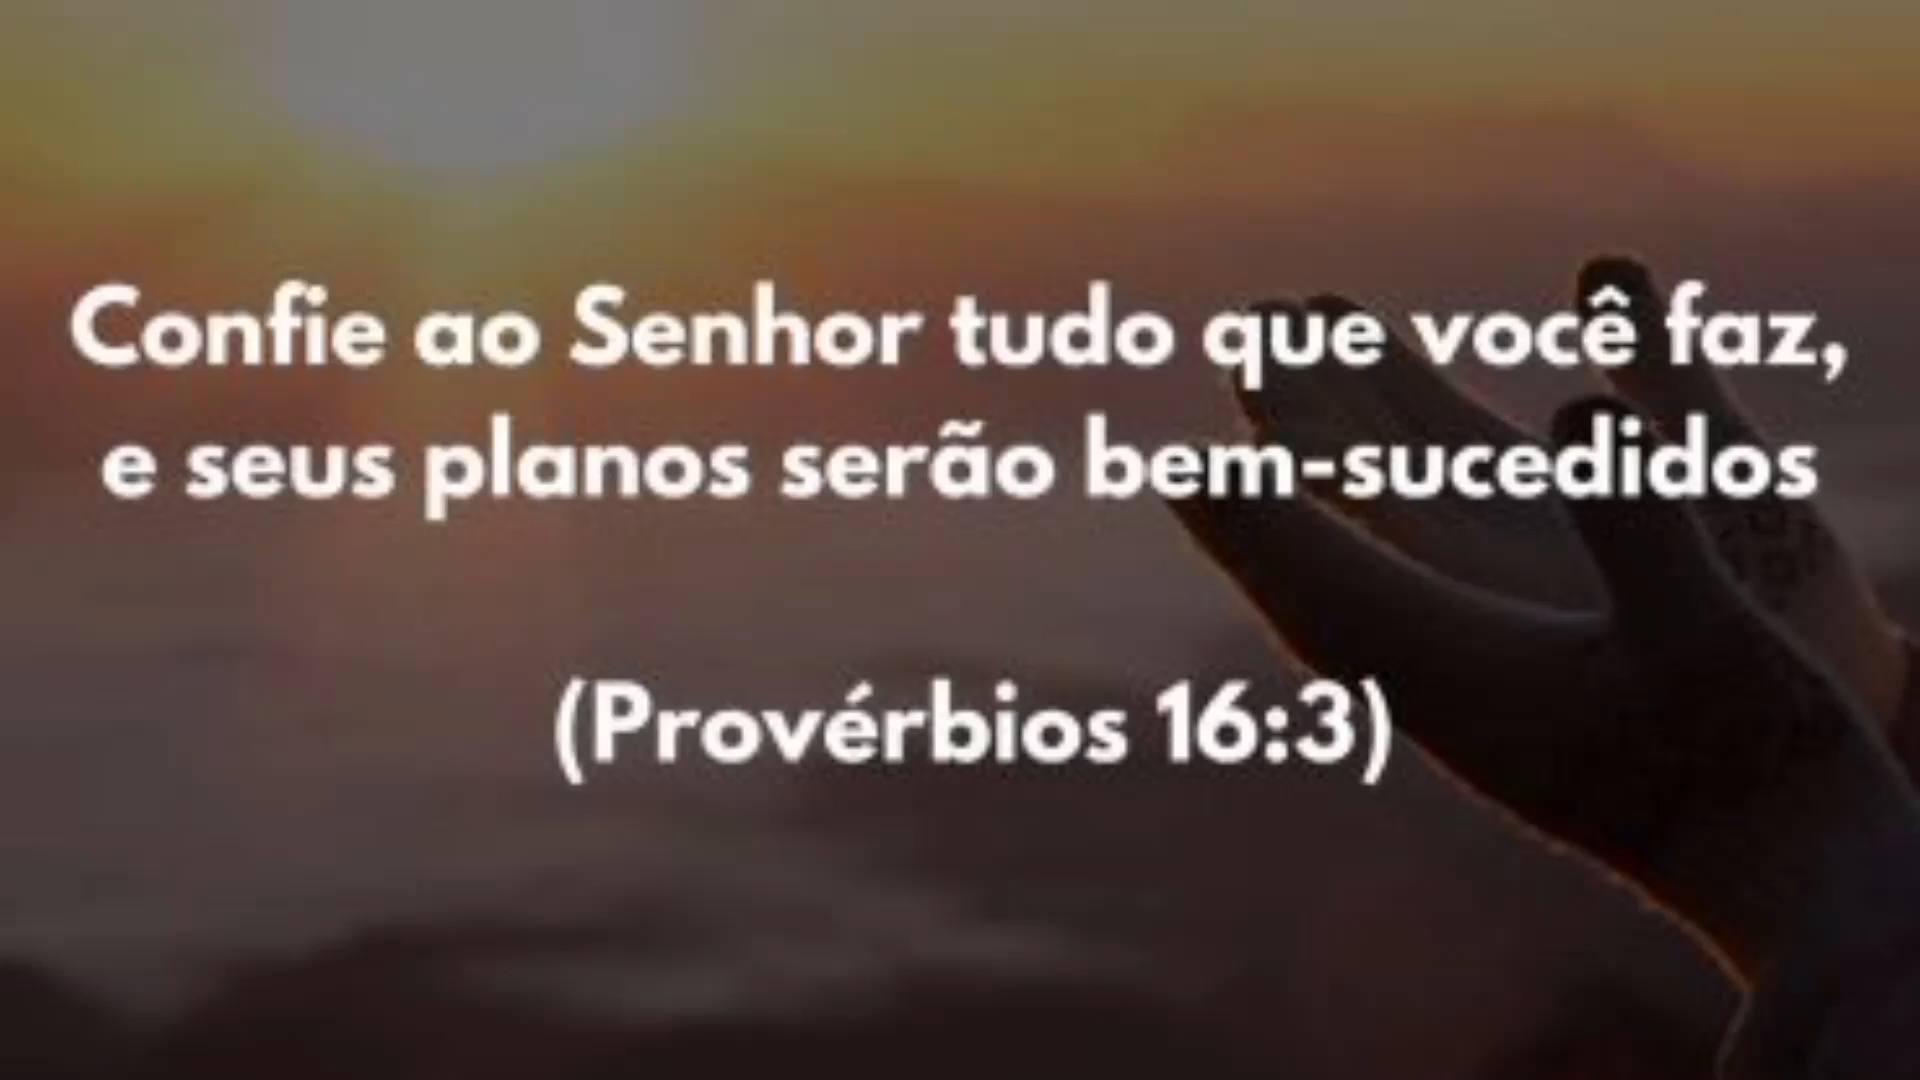 Confie ao Senhor tudo que você faz,
e seus planos serão bem-sucedidos
(Provérbios 16:3)